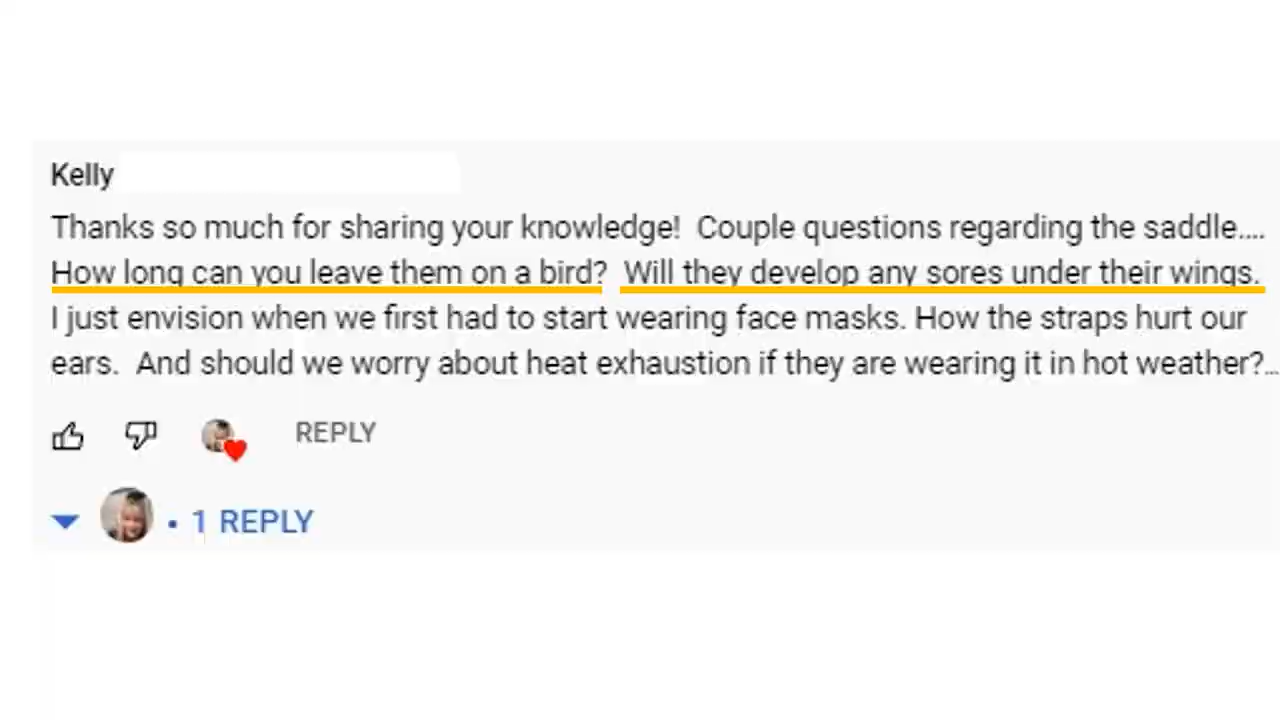 Kelly
Thanks so much for sharing your knowledge!  Couple questions regarding the saddle....
How long can you leave them on a bird?  Will they develop any sores under their wings.
I just envision when we first had to start wearing face masks. How the straps hurt our
ears.  And should we worry about heat exhaustion if they are wearing it in hot weather?...
REPLY
• 1 REPLY